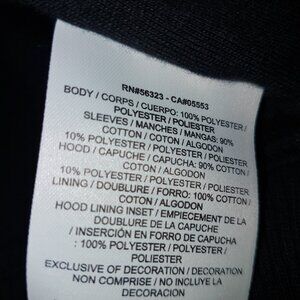 RN#56323 - CA#05553
BODY / CORPS / CUERPO: 100% POLYESTER /
POLYESTER / POLIESTER
SLEEVES / MANCHES / MANGAS: 90%
COTTON / COTON / ALGODON
10% POLYESTER / POLYESTER / POLIESTER
HOOD / CAPUCHE / CAPUCHA: 90% COTTON /
COTON / ALGODON
10% POLYESTER / POLYESTER / POLIESTER
LINING / DOUBLURE / FORRO: 100% COTTON /
COTON / ALGODON
HOOD LINING INSET / EMPIECEMENT DE LA
DOUBLURE DE LA CAPUCHE
/ INSERCIÓN EN FORRO DE CAPUCHA
: 100% POLYESTER / POLYESTER /
POLIESTER
EXCLUSIVE OF DECORATION / DECORATION
NON COMPRISE / NO INCLUYE LA
DECORACION